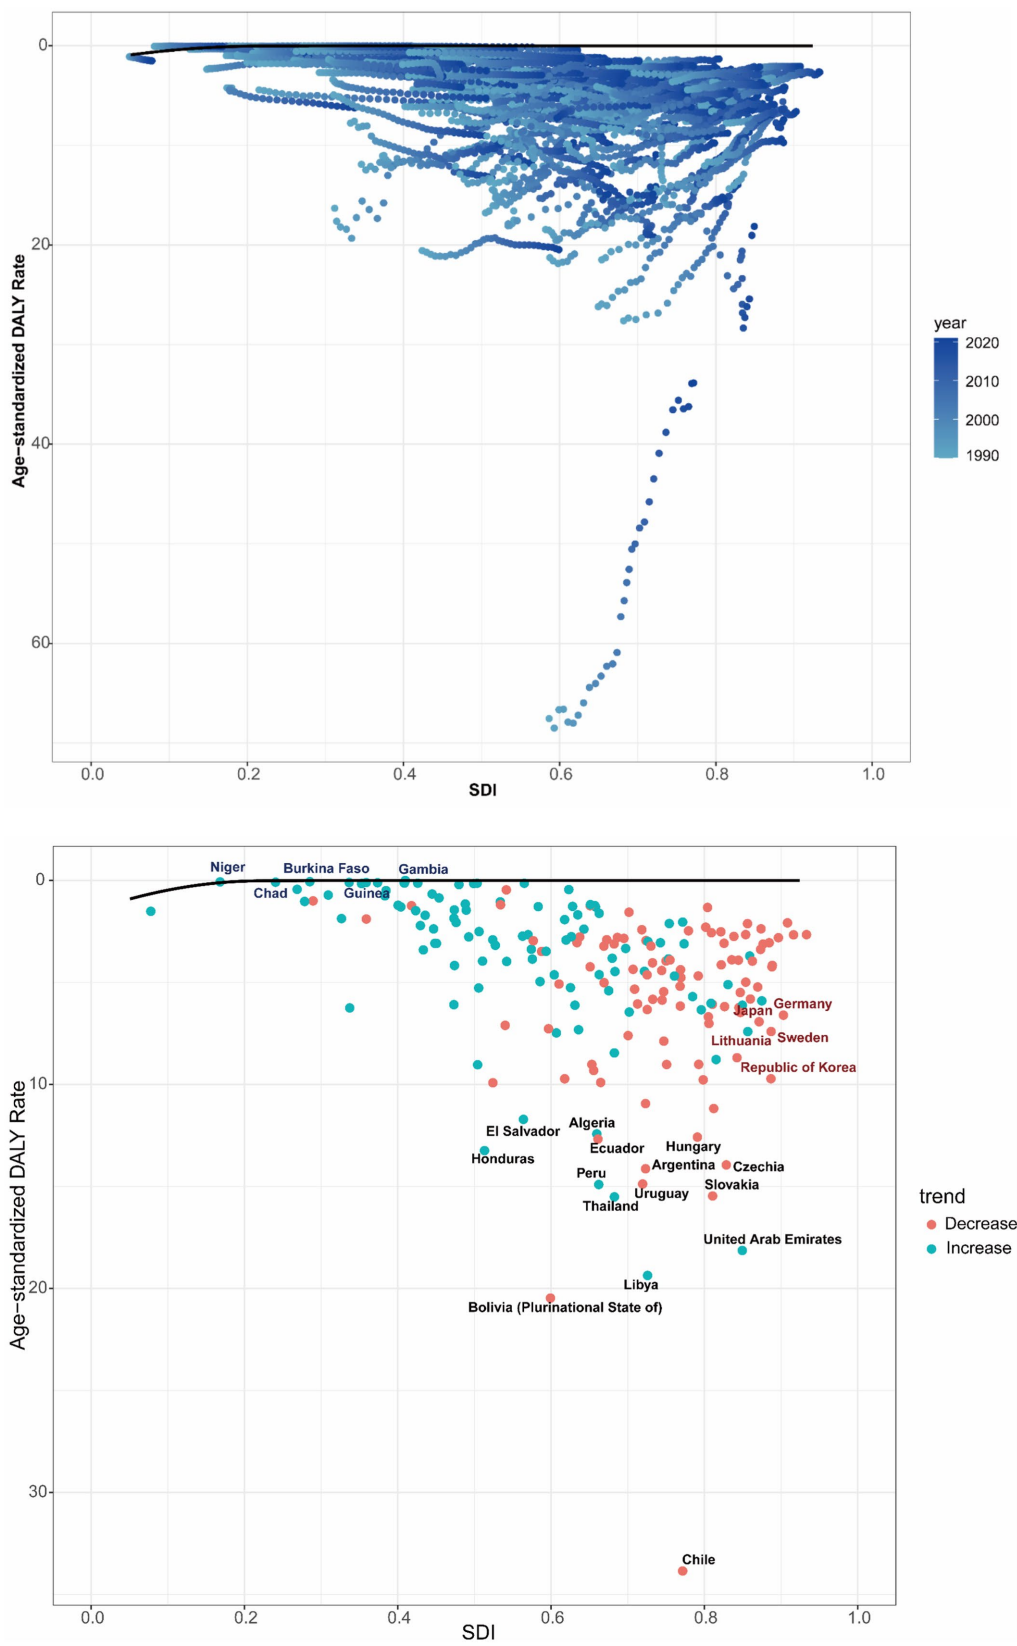 0
20
40
60
Age-standardized DALY Rate
0.0 0.2 0.4 0.6 0.8 1.0
SDI
year
2020
2010
2000
1990
Niger
Burkina Faso
Gambia
Chad
Guinea
Germany
Japan
Lithuania
Sweden
Republic of Korea
El Salvador
Algeria
Honduras
Ecuador
Hungary
Peru
Argentina
Czechia
Thailand
Uruguay
Slovakia
United Arab Emirates
Libya
Bolivia (Plurinational State of)
Chile
0
10
20
30
Age-standardized DALY Rate
0.0 0.2 0.4 0.6 0.8 1.0
SDI
trend
Decrease
Increase